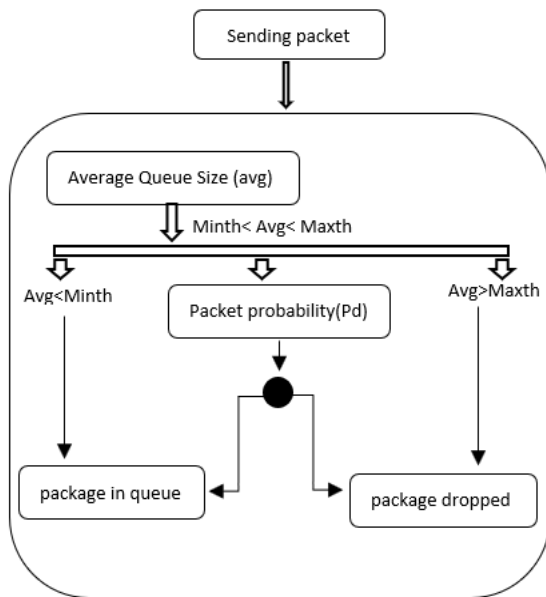 Sending packet
Average Queue Size (avg)
Minth< Avg< Maxth
Avg<Minth
Packet probability(Pd)
Avg>Maxth
package in queue
package dropped